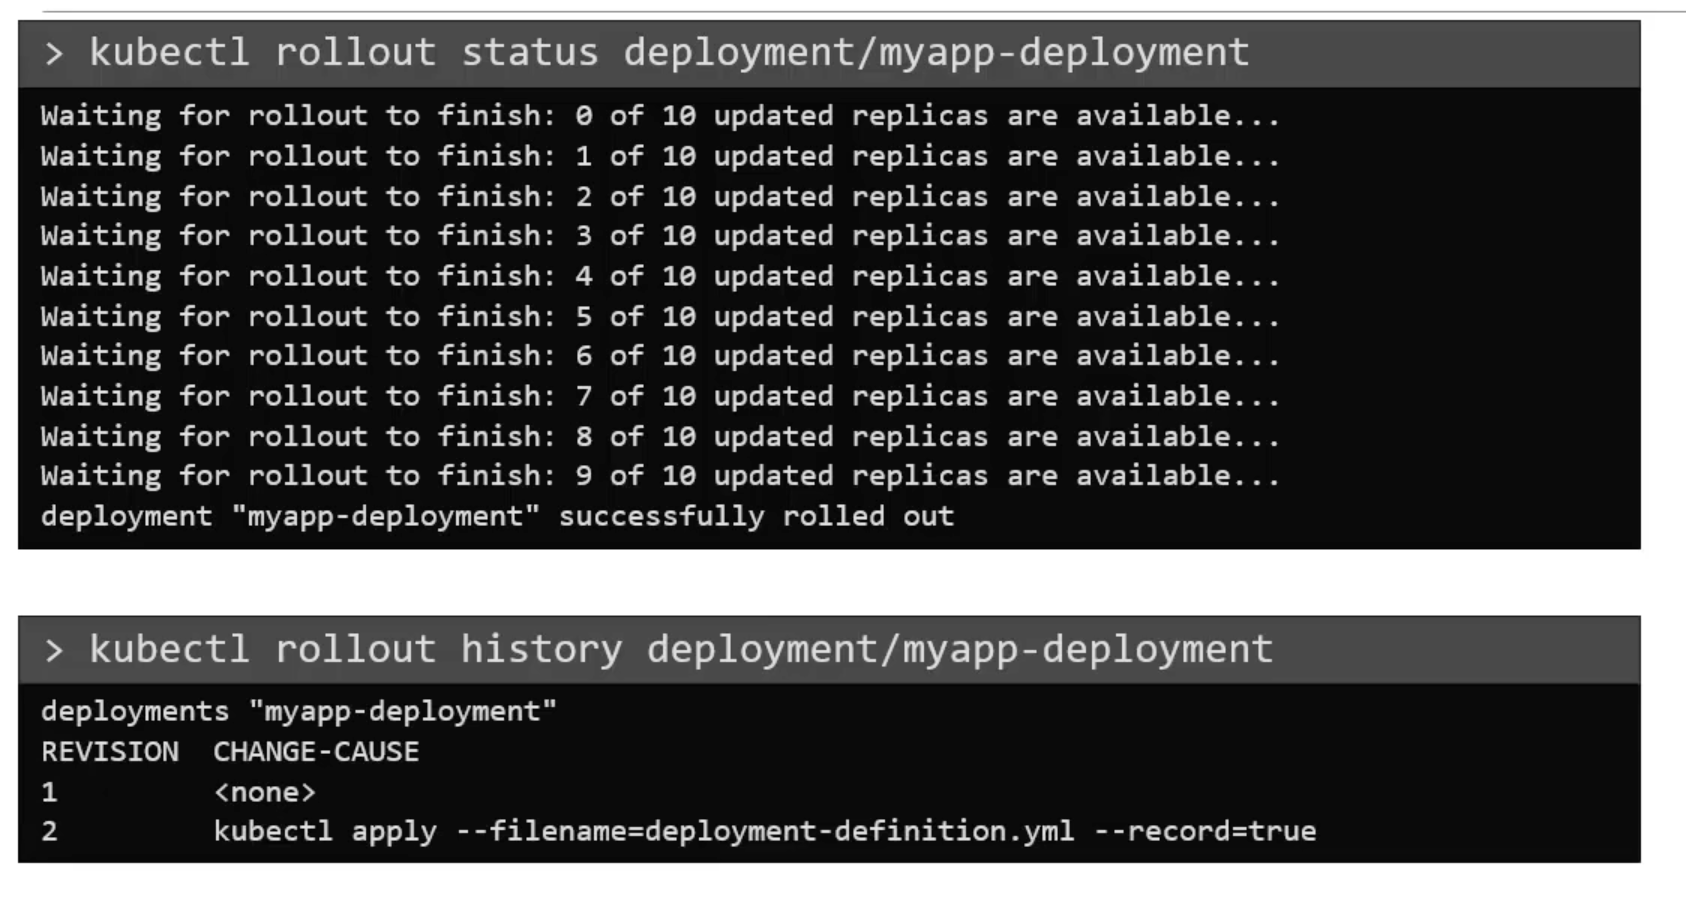 > kubectl rollout status deployment/myapp-deployment
Waiting for rollout to finish: 0 of 10 updated replicas are available...
Waiting for rollout to finish: 1 of 10 updated replicas are available...
Waiting for rollout to finish: 2 of 10 updated replicas are available...
Waiting for rollout to finish: 3 of 10 updated replicas are available...
Waiting for rollout to finish: 4 of 10 updated replicas are available...
Waiting for rollout to finish: 5 of 10 updated replicas are available...
Waiting for rollout to finish: 6 of 10 updated replicas are available...
Waiting for rollout to finish: 7 of 10 updated replicas are available...
Waiting for rollout to finish: 8 of 10 updated replicas are available...
Waiting for rollout to finish: 9 of 10 updated replicas are available...
deployment "myapp-deployment" successfully rolled out
> kubectl rollout history deployment/myapp-deployment
deployments "myapp-deployment"
REVISION  CHANGE-CAUSE
1         <none>
2         kubectl apply --filename=deployment-definition.yml --record=true